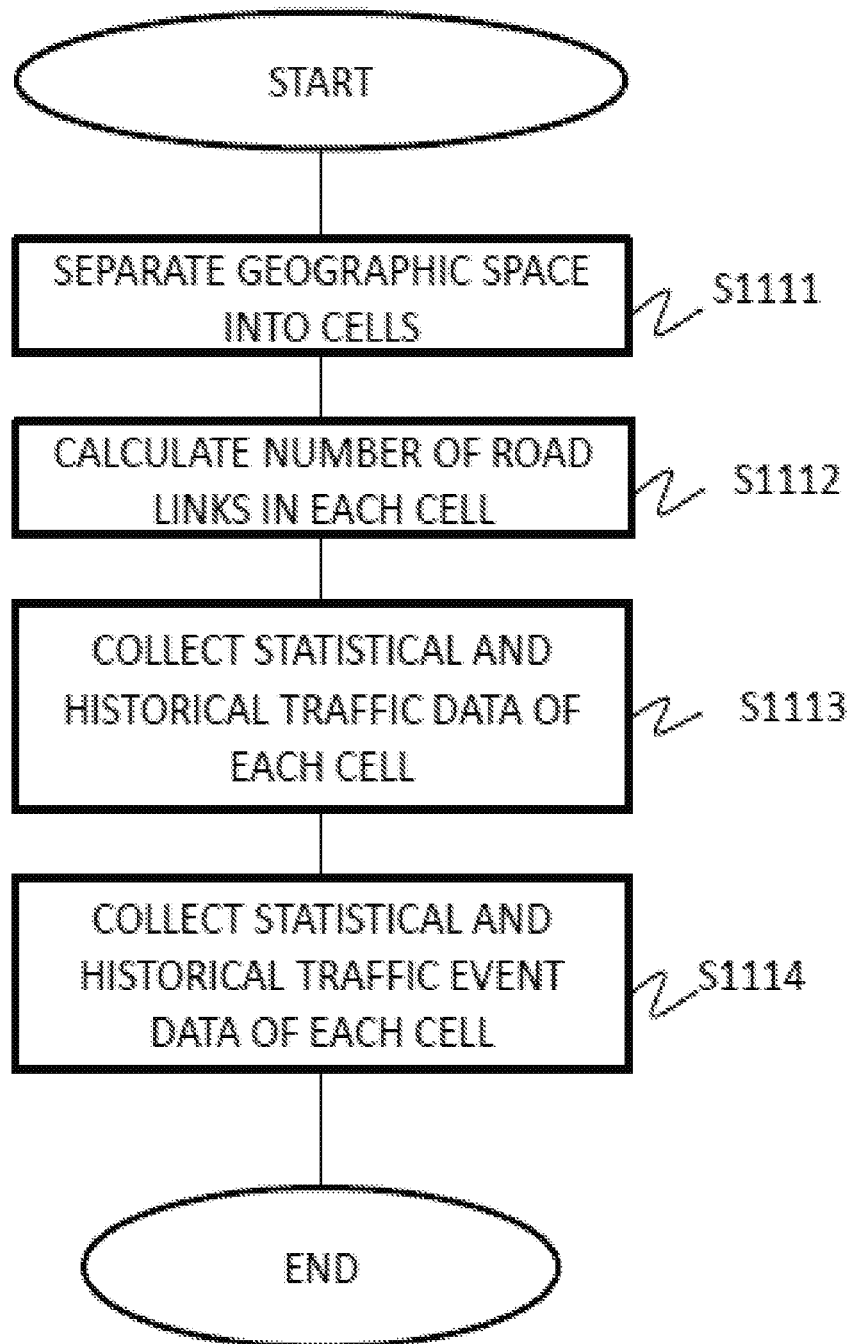 START
SEPARATE GEOGRAPHIC SPACE
INTO CELLS
S1111
CALCULATE NUMBER OF ROAD
LINKS IN EACH CELL
S1112
COLLECT STATISTICAL AND
HISTORICAL TRAFFIC DATA OF
EACH CELL
S1113
COLLECT STATISTICAL AND
HISTORICAL TRAFFIC EVENT
DATA OF EACH CELL
S1114
END